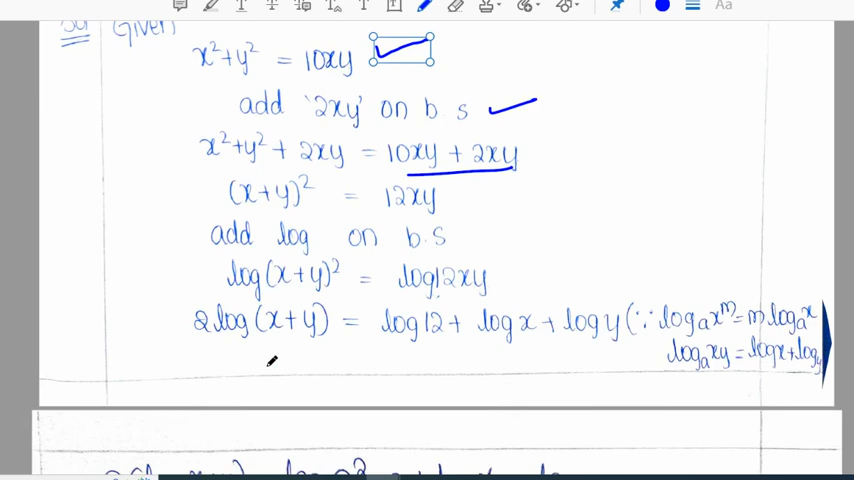 Sol Given
x²+y² = 10xy
add '2xy' on b.s
x²+y²+2xy = 10xy + 2xy
(x+y)² = 12xy
add log on b.s
log(x+y)² = log12xy
2log(x+y) = log12 + logx + logy (∵ logₐxᵐ = m logₐx
logₐxy = logx+logy